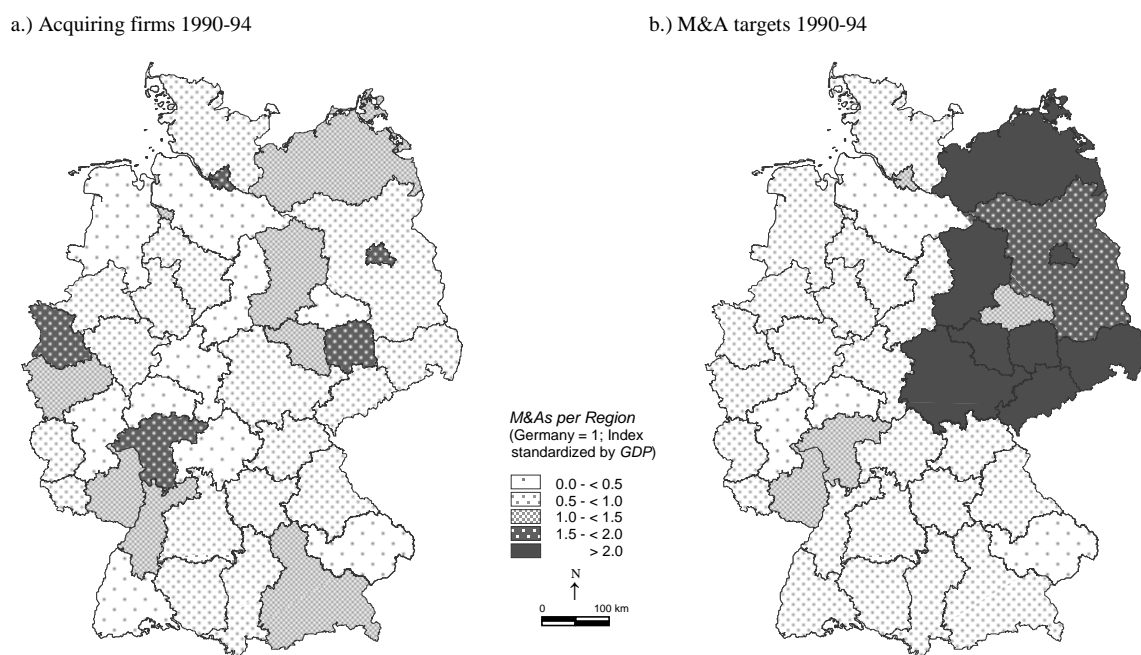 a.) Acquiring firms 1990-94
b.) M&A targets 1990-94
M&As per Region
(Germany = 1; Index
standardized by GDP)
0.0 - < 0.5
0.5 - < 1.0
1.0 - < 1.5
1.5 - < 2.0
> 2.0
N
0 100 km